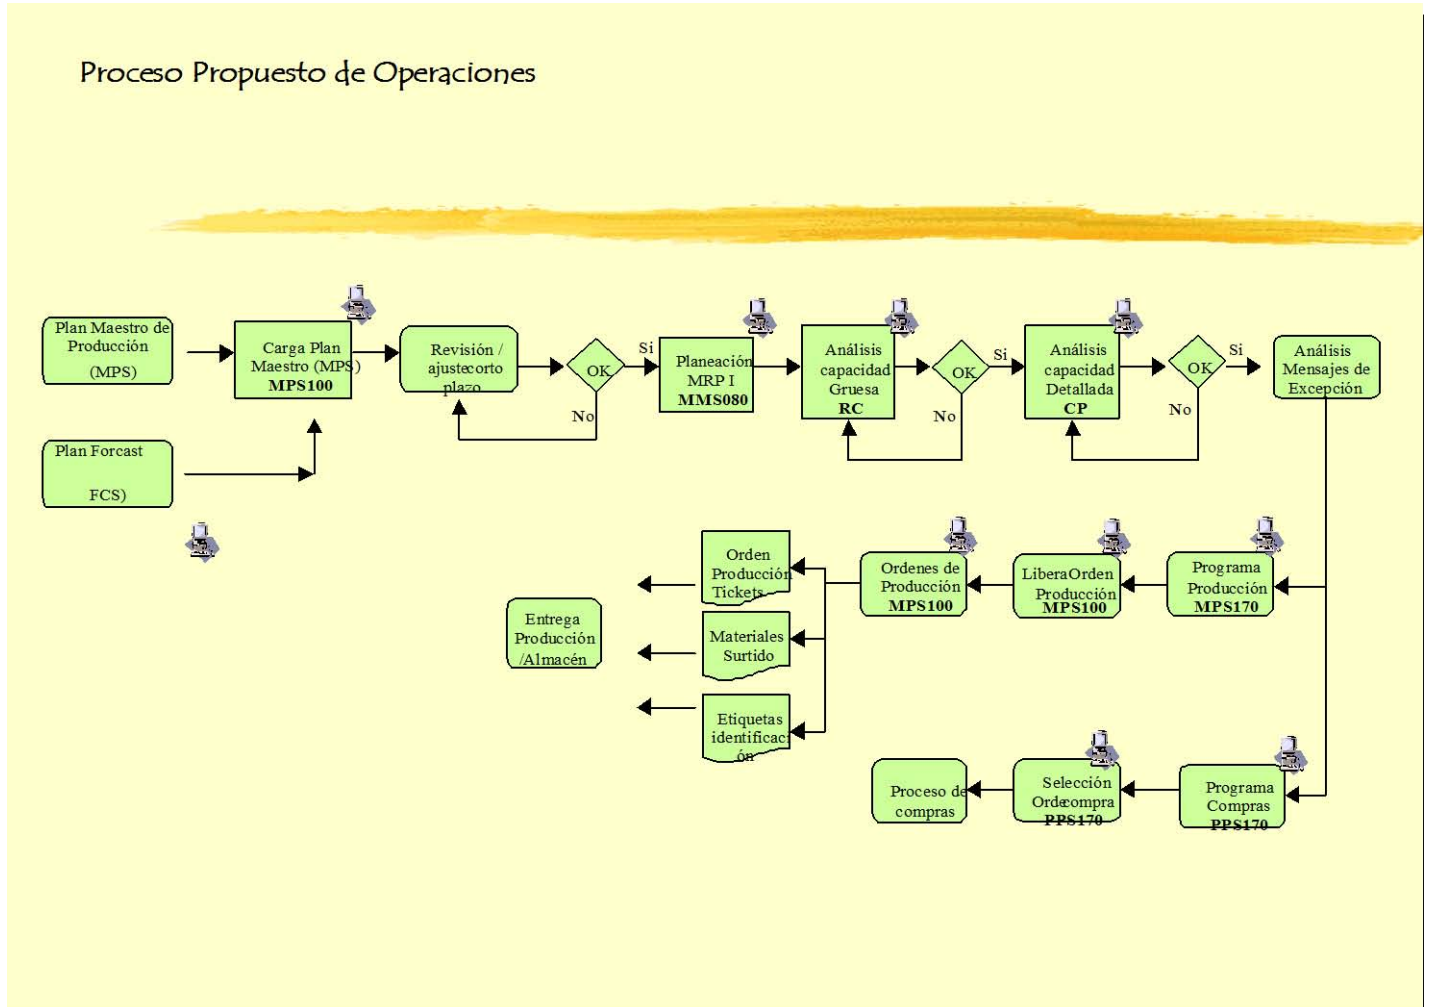 Proceso Propuesto de Operaciones
Plan Maestro de
Producción
(MPS)
Carga Plan
Maestro (MPS)
MPS100
Revisión /
ajustecorto
plazo
OK
Si
No
Planeación
MRP I
MMS080
Análisis
capacidad
Gruesa
RC
OK
Si
No
Análisis
capacidad
Detallada
CP
OK
Si
No
Análisis
Mensajes de
Excepción
Plan Forcast
FCS)
Orden
Producción
Tickets
Ordenes de
Producción
MPS100
LiberaOrden
Producción
MPS100
Programa
Producción
MPS170
Entrega
Producción
/Almacén
Materiales
Surtido
Etiquetas
identificaci
ón
Proceso de
compras
Selección
Ordecompra
PPS170
Programa
Compras
PPS170